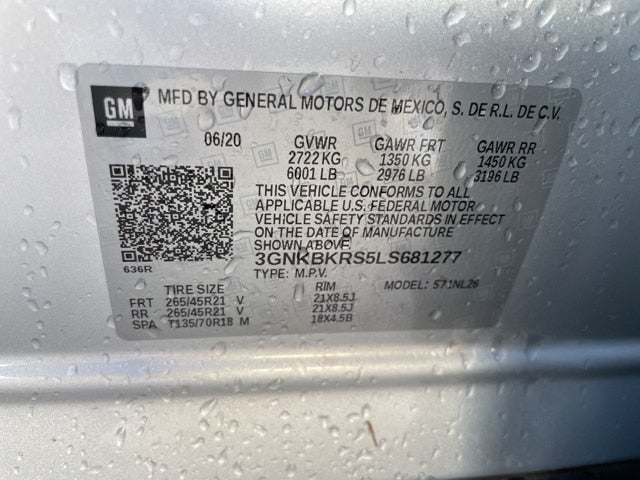 GM
MFD BY GENERAL MOTORS DE MEXICO, S. DE R.L. DE C.V.
06/20 GVWR GAWR FRT GAWR RR
2722 KG 1350 KG 1450 KG
6001 LB 2976 LB 3196 LB
THIS VEHICLE CONFORMS TO ALL
APPLICABLE U.S. FEDERAL MOTOR
VEHICLE SAFETY STANDARDS IN EFFECT
ON THE DATE OF MANUFACTURE
SHOWN ABOVE.
636R
3GNKBKRS5LS681277
TYPE: M.P.V. MODEL: 571NL26
TIRE SIZE RIM
FRT 265/45R21 V 21X8.5J
RR 265/45R21 V 21X8.5J
SPA T135/70R18 M 18X4.5B